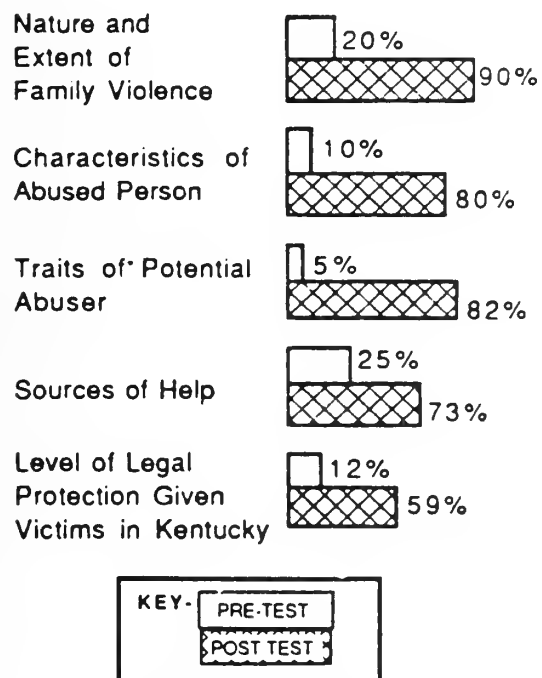 Nature and
Extent of
Family Violence
20%
90%
Characteristics of
Abused Person
10%
80%
Traits of Potential
Abuser
5%
82%
Sources of Help
25%
73%
Level of Legal
Protection Given
Victims in Kentucky
12%
59%
KEY-
PRE-TEST
POST TEST